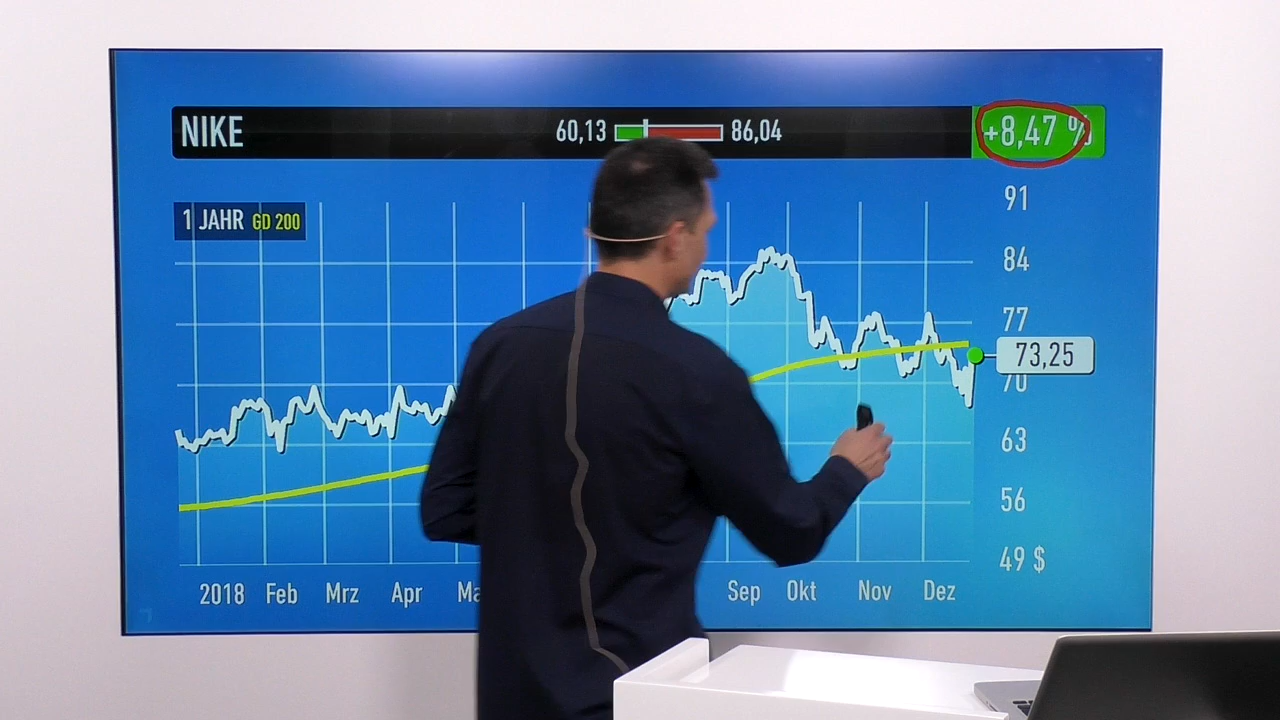 NIKE 60,13 86,04 +8,47 %
1 JAHR GD 200
91
84
77
73,25
70
63
56
49 $
2018 Feb Mrz Apr Sep Okt Nov Dez